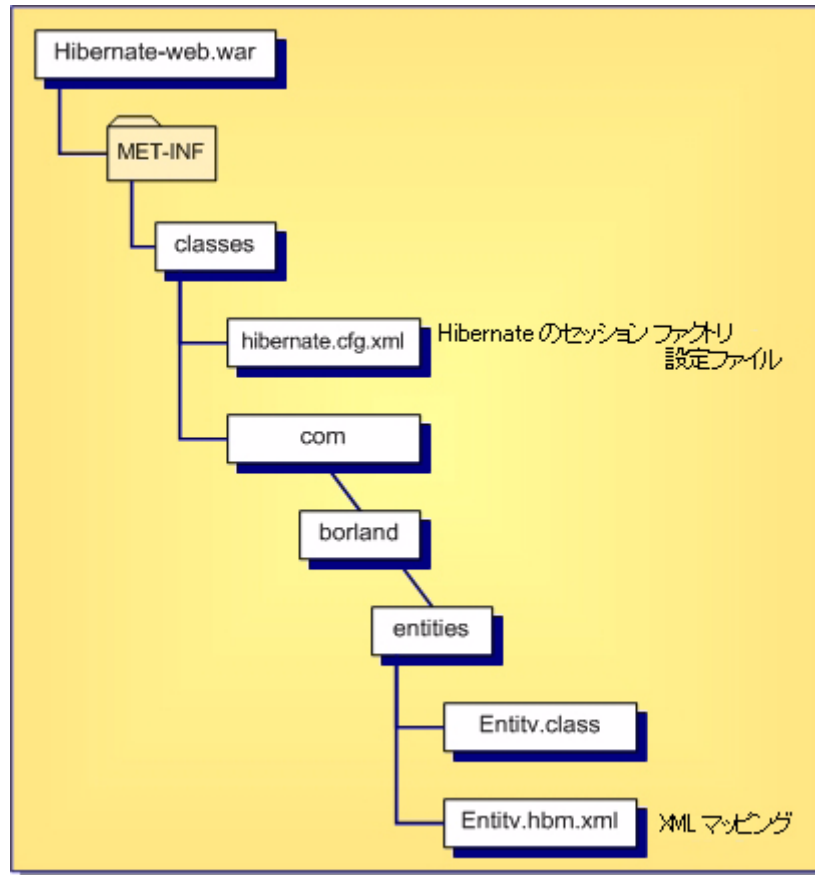 Hibernate-web.war
MET-INF
classes
hibernate.cfg.xml
Hibernate のセッション ファクトリ
設定ファイル
com
borland
entities
Entitv.class
Entitv.hbm.xml
XML マッピング